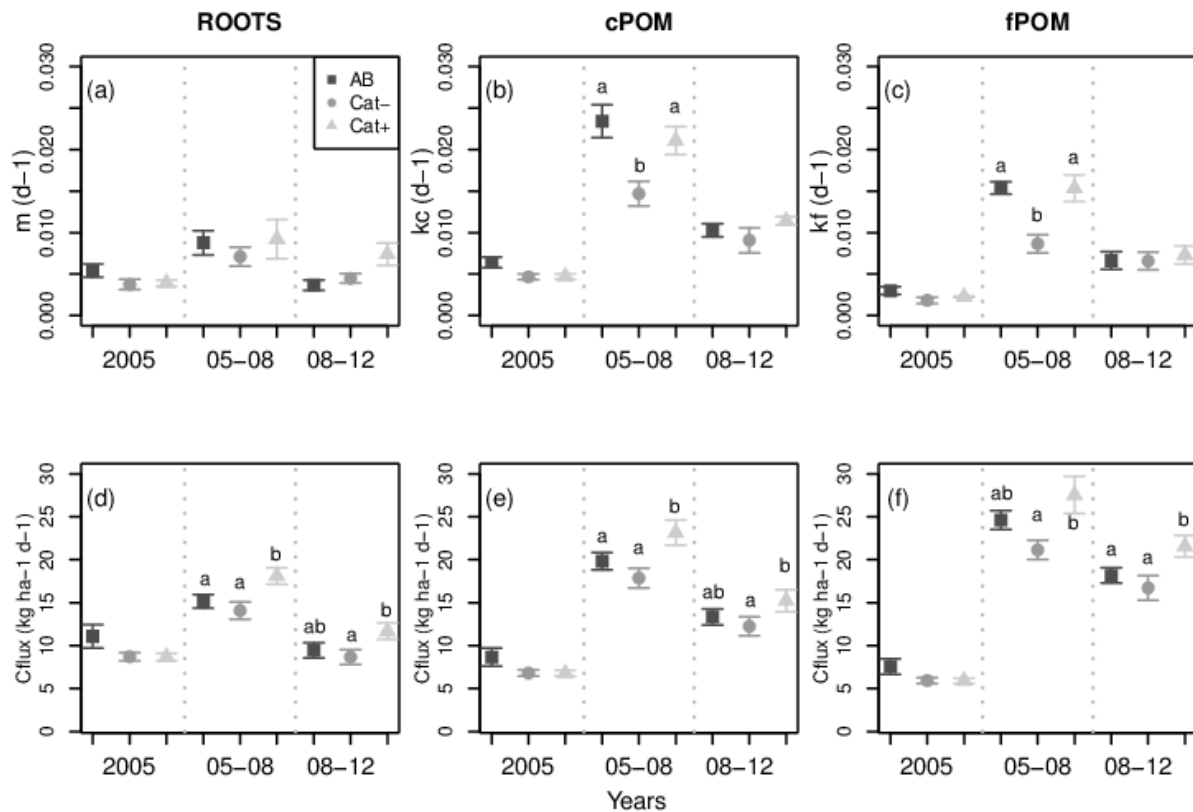 ROOTS
cPOM
fPOM
(a)
AB
Cat−
Cat+
m (d−1)
0.000
0.010
0.020
0.030
2005
05−08
08−12
(b)
a
b
a
kc (d−1)
0.000
0.010
0.020
0.030
2005
05−08
08−12
(c)
a
b
a
kf (d−1)
0.000
0.010
0.020
0.030
2005
05−08
08−12
(d)
a
a
b
ab
a
b
Cflux (kg ha−1 d−1)
0
5
10
15
20
25
30
2005
05−08
08−12
(e)
a
a
b
ab
a
b
Cflux (kg ha−1 d−1)
0
5
10
15
20
25
30
2005
05−08
08−12
(f)
ab
a
b
a
a
b
Cflux (kg ha−1 d−1)
0
5
10
15
20
25
30
2005
05−08
08−12
Years